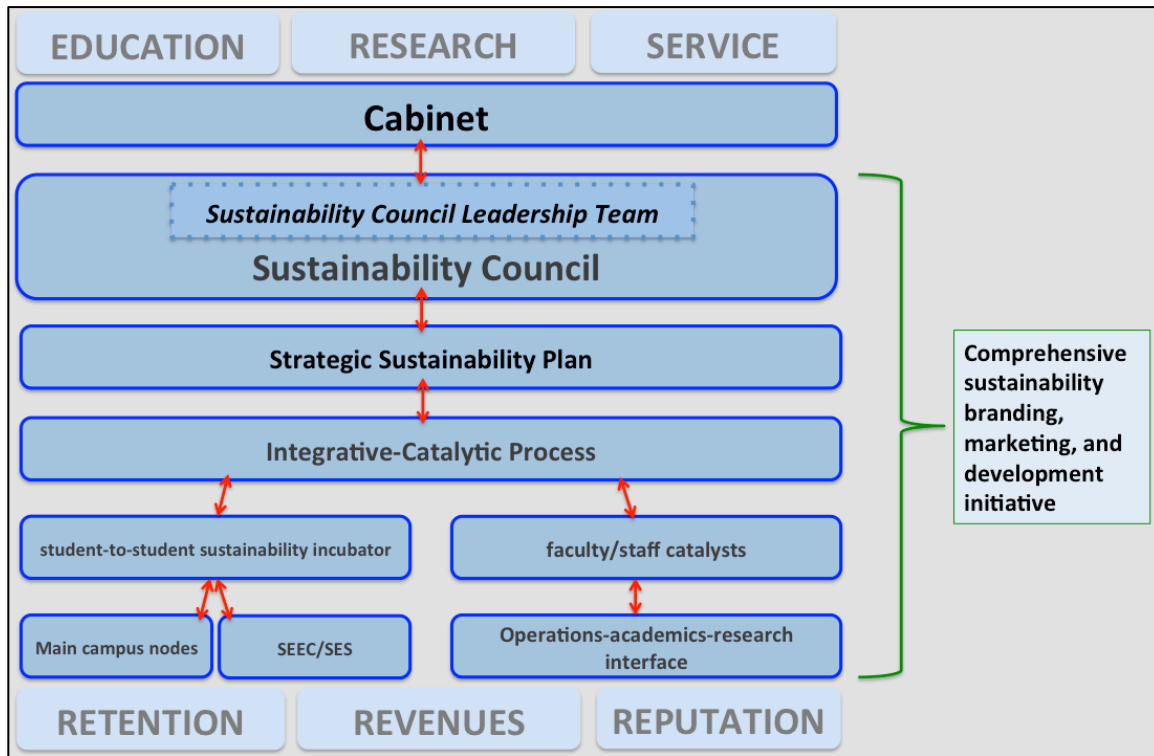 EDUCATION
RESEARCH
SERVICE
Cabinet
Sustainability Council Leadership Team
Sustainability Council
Strategic Sustainability Plan
Integrative-Catalytic Process
student-to-student sustainability incubator
faculty/staff catalysts
Main campus nodes
SEEC/SES
Operations-academics-research
interface
Comprehensive
sustainability
branding,
marketing, and
development
initiative
RETENTION
REVENUES
REPUTATION